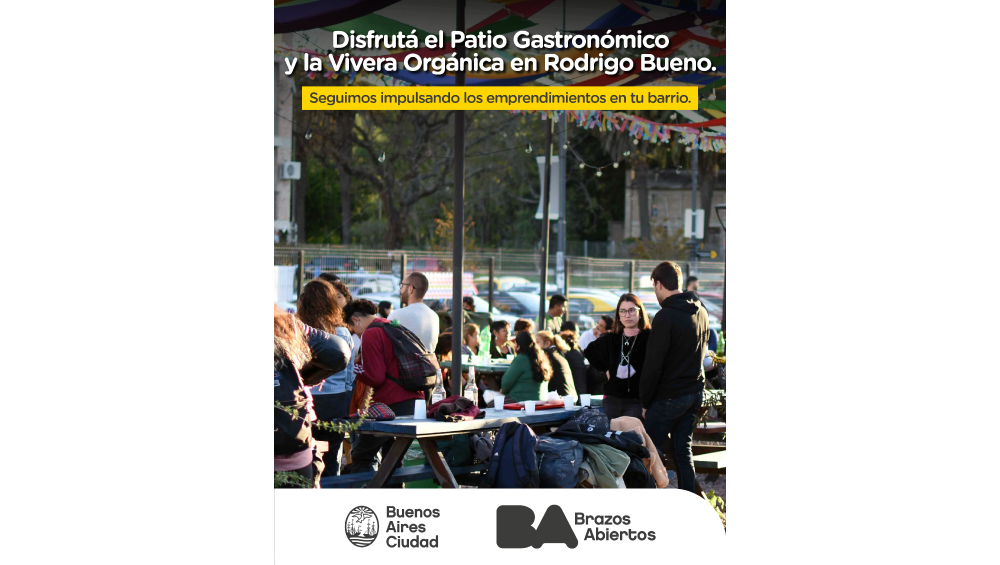 Disfrutá el Patio Gastronómico
y la Vivera Orgánica en Rodrigo Bueno.
Seguimos impulsando los emprendimientos en tu barrio.
Buenos
Aires
Ciudad
BA
Brazos
Abiertos